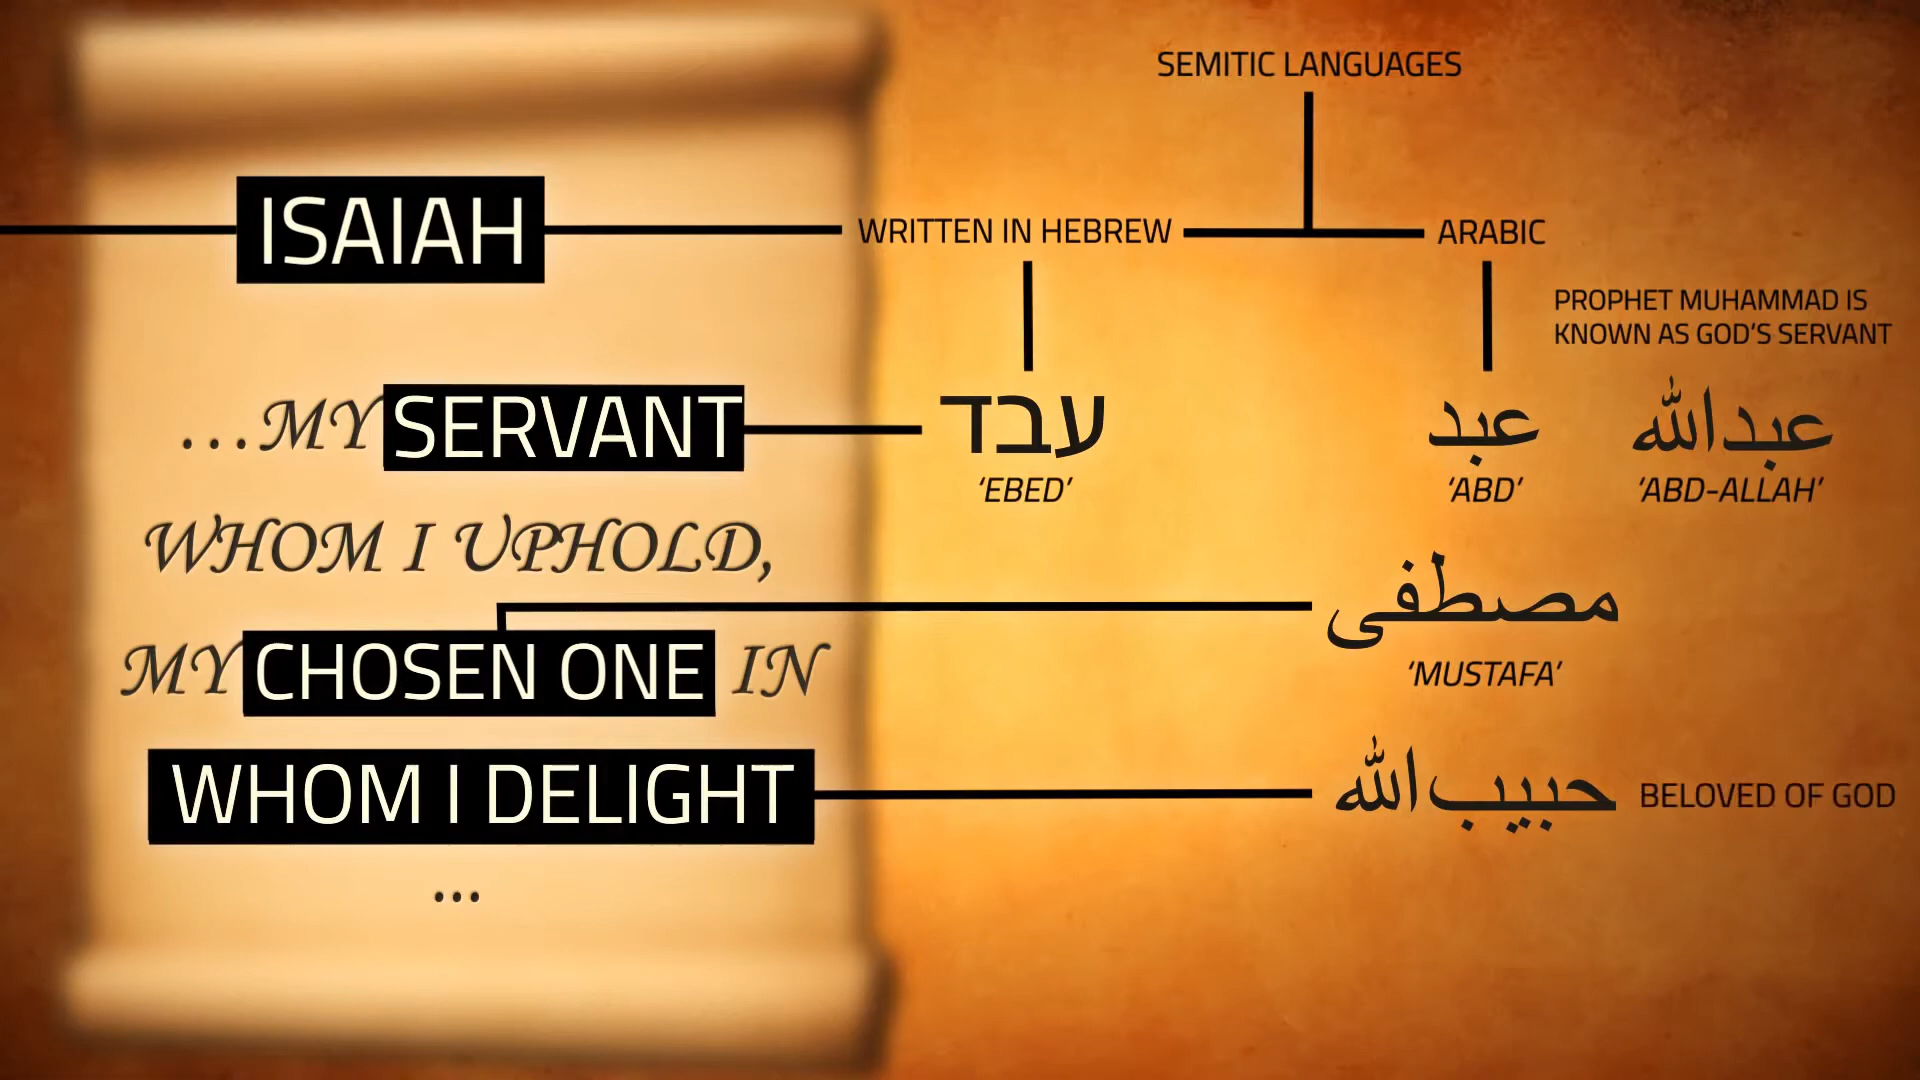 SEMITIC LANGUAGES
ISAIAH
WRITTEN IN HEBREW
ARABIC
PROPHET MUHAMMAD IS
KNOWN AS GOD'S SERVANT
...MY SERVANT
עבד
عبد
عبدالله
'EBED'
'ABD'
'ABD-ALLAH'
WHOM I UPHOLD,
مصطفى
MY CHOSEN ONE IN
'MUSTAFA'
WHOM I DELIGHT
حبيب الله
BELOVED OF GOD
...